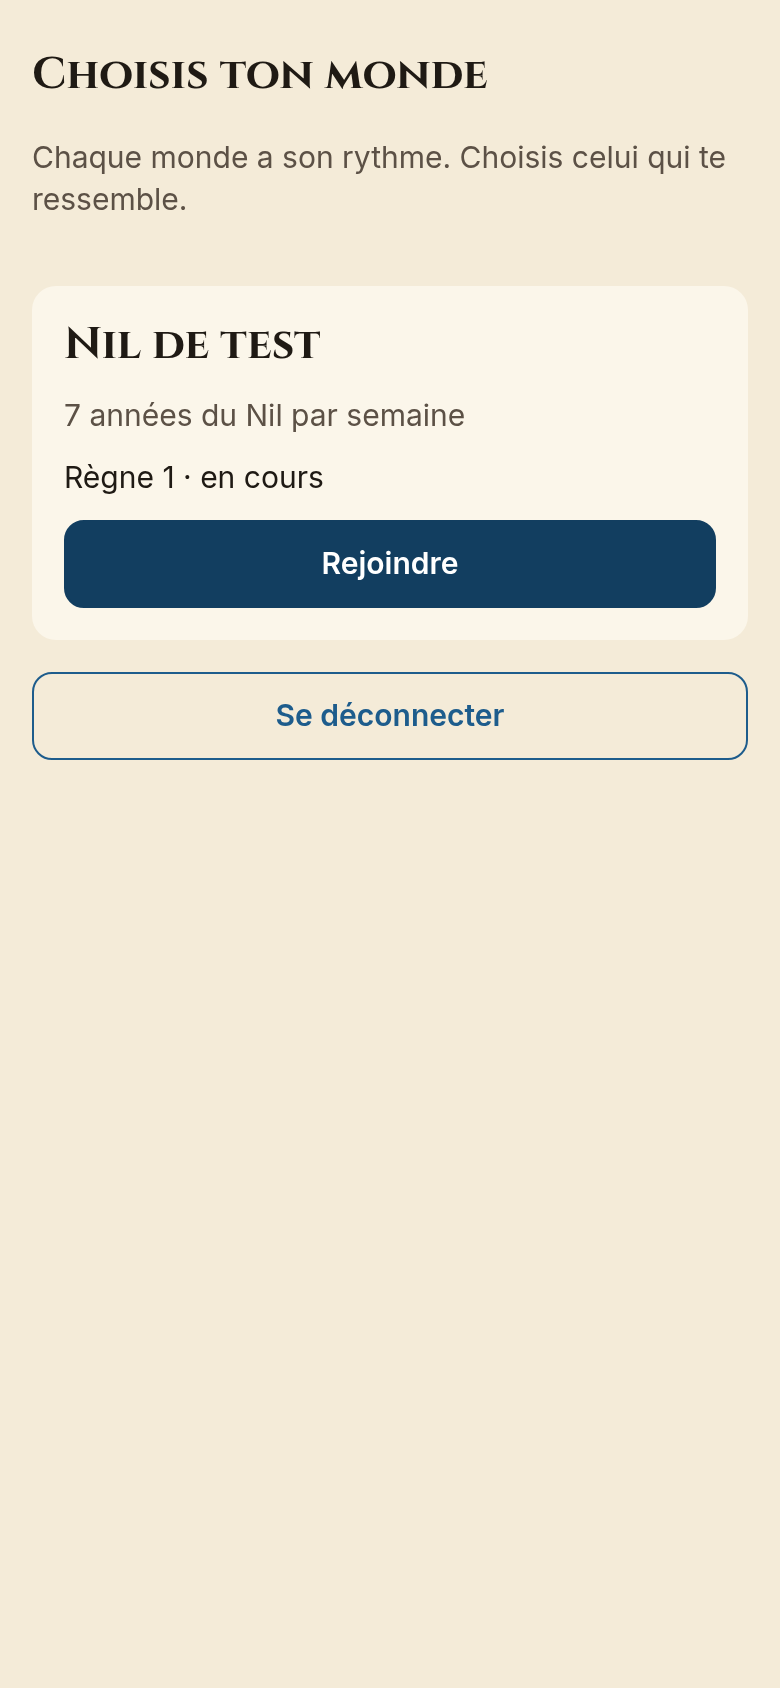 Choisis ton monde
Chaque monde a son rythme. Choisis celui qui te
ressemble.
Nil de test
7 années du Nil par semaine
Règne 1 · en cours
Rejoindre
Se déconnecter